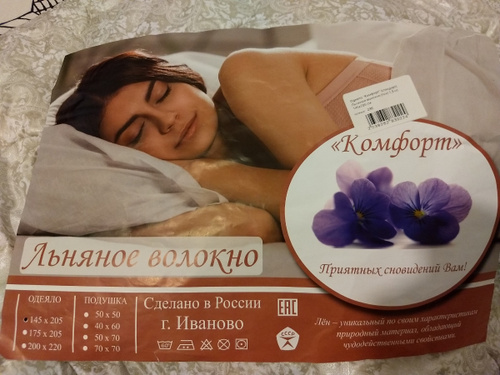 «Комфорт»
Приятных сновидений Вам!
Льняное волокно
ОДЕЯЛО
145 х 205
175 х 205
200 х 220
ПОДУШКА
50 х 50
40 х 60
50 х 70
70 х 70
Сделано в России
г. Иваново
ЕАС
Лён – уникальный по своим характеристикам
природный материал, обладающий
чудодейственными свойствами.